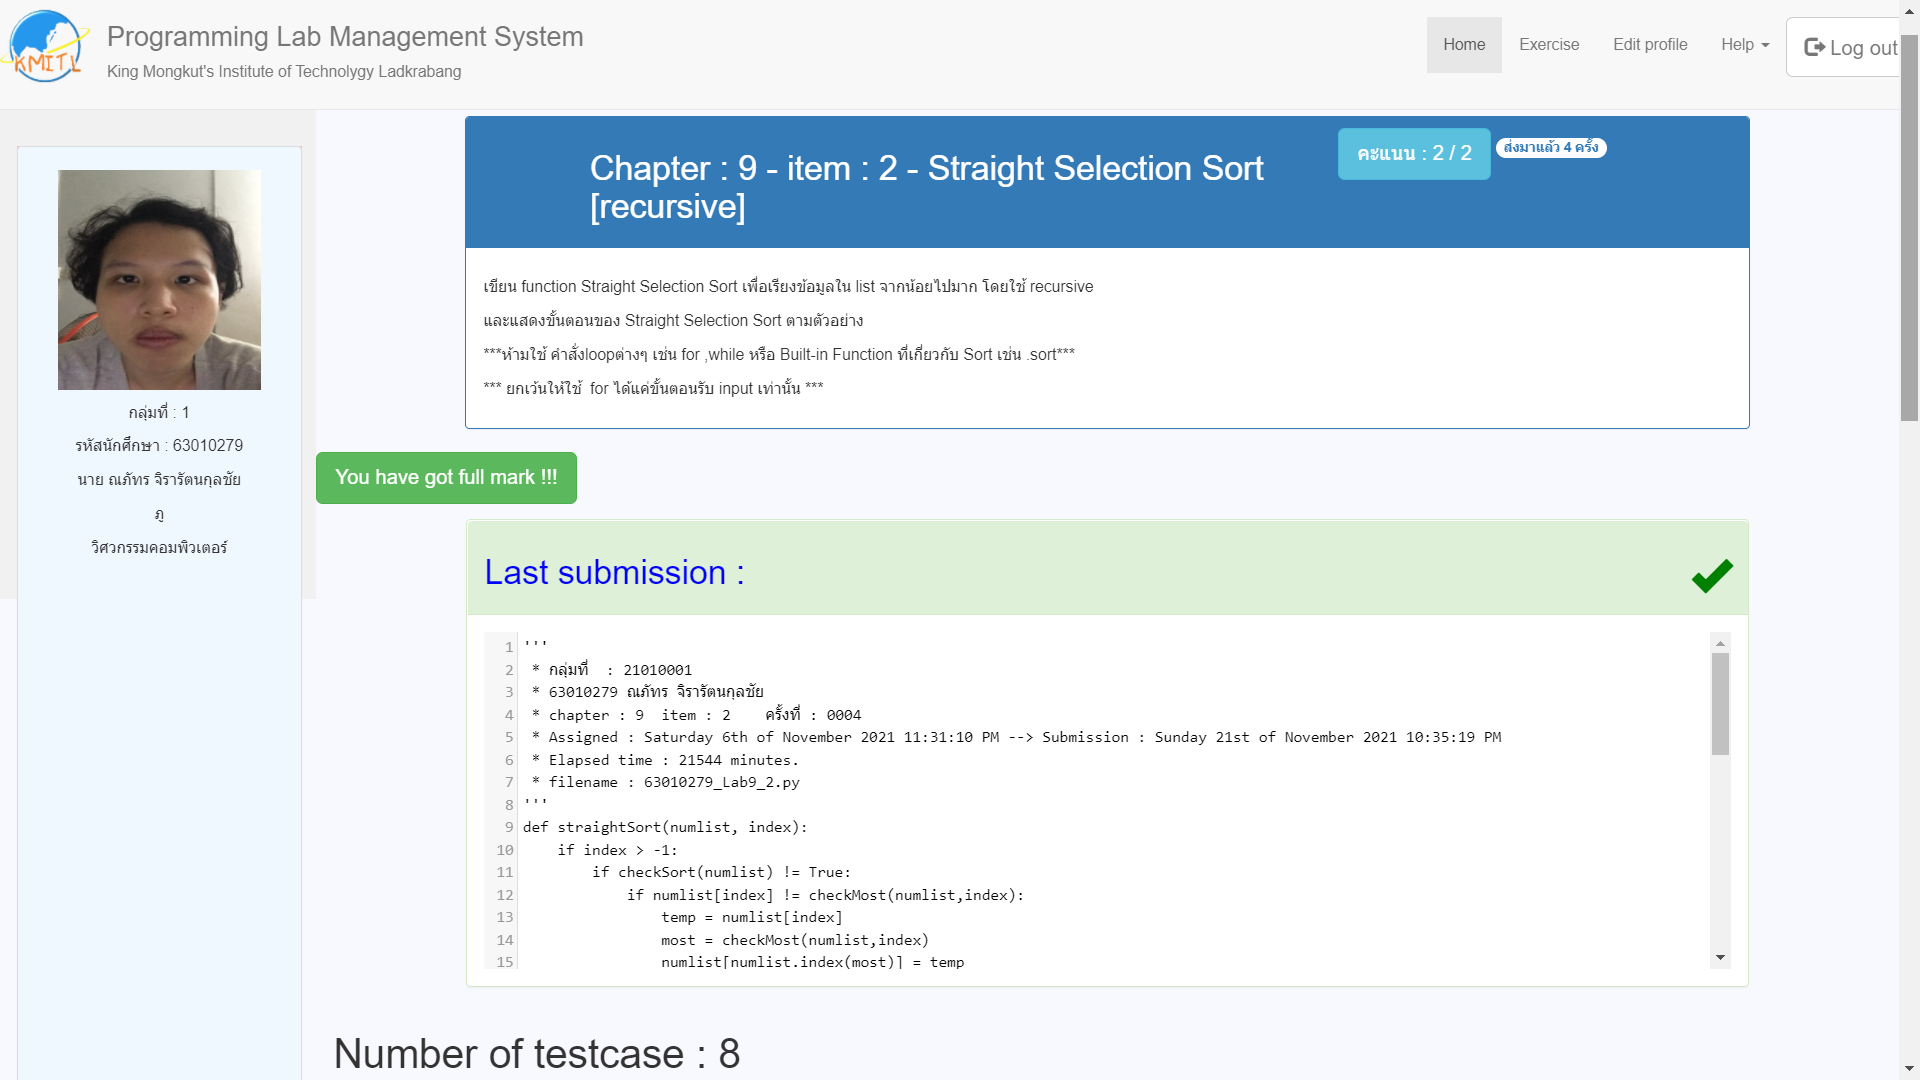 KMITL
Programming Lab Management System
King Mongkut's Institute of Technolygy Ladkrabang
Home
Exercise
Edit profile
Help
Log out
กลุ่มที่ : 1
รหัสนักศึกษา : 63010279
นาย ณภัทร จิรารัตนกุลชัย
ภู
วิศวกรรมคอมพิวเตอร์
Chapter : 9 - item : 2 - Straight Selection Sort
[recursive]
คะแนน : 2 / 2
ส่งมาแล้ว 4 ครั้ง
เขียน function Straight Selection Sort เพื่อเรียงข้อมูลใน list จากน้อยไปมาก โดยใช้ recursive
และแสดงขั้นตอนของ Straight Selection Sort ตามตัวอย่าง
***ห้ามใช้ คำสั่งloopต่างๆ เช่น for ,while หรือ Built-in Function ที่เกี่ยวกับ Sort เช่น .sort***
*** ยกเว้นให้ใช้  for ได้แค่ขั้นตอนรับ input เท่านั้น ***
You have got full mark !!!
Last submission :
1 '''
2  * กลุ่มที่  : 21010001
3  * 63010279 ณภัทร จิรารัตนกุลชัย
4  * chapter : 9  item : 2    ครั้งที่ : 0004
5  * Assigned : Saturday 6th of November 2021 11:31:10 PM --> Submission : Sunday 21st of November 2021 10:35:19 PM
6  * Elapsed time : 21544 minutes.
7  * filename : 63010279_Lab9_2.py
8 '''
9 def straightSort(numlist, index):
10     if index > -1:
11         if checkSort(numlist) != True:
12             if numlist[index] != checkMost(numlist,index):
13                 temp = numlist[index]
14                 most = checkMost(numlist,index)
15                 numlist[numlist.index(most)] = temp
Number of testcase : 8